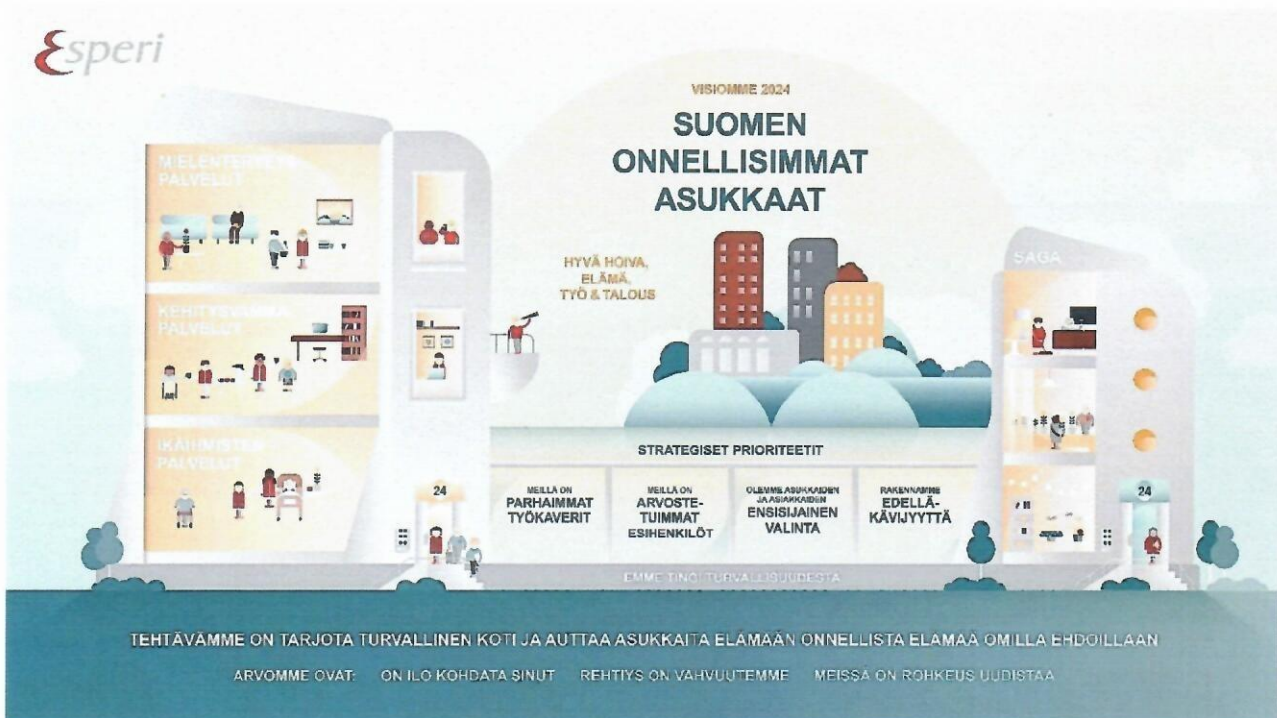 Esperi
VISIOMME 2024
SUOMEN
ONNELLISIMMAT
ASUKKAAT
HYVÄ HOIVA,
ELÄMÄ,
TYÖ & TALOUS
MIELENTERVEYS
PALVELUT
KEHITYSVAMMA
PALVELUT
IKÄIHMISTEN
PALVELUT
SAGA
24
24
STRATEGISET PRIORITEETIT
MEILLÄ ON
PARHAIMMAT
TYÖKAVERIT
MEILLÄ ON
ARVOSTE-
TUIMMAT
ESIHENKILÖT
OLEMME ASUKKAIDEN
JA ASIAKKAIDEN
ENSISIJAINEN
VALINTA
RAKENNAMME
EDELLÄ-
KÄVIJYYTTÄ
EMME TINGI TURVALLISUUDESTA
TEHTÄVÄMME ON TARJOTA TURVALLINEN KOTI JA AUTTAA ASUKKAITA ELÄMÄÄN ONNELLISTA ELÄMÄÄ OMILLA EHDOILLAAN
ARVOMME OVAT: ON ILO KOHDATA SINUT REHTIYS ON VAHVUUTEMME MEISSÄ ON ROHKEUS UUDISTAA